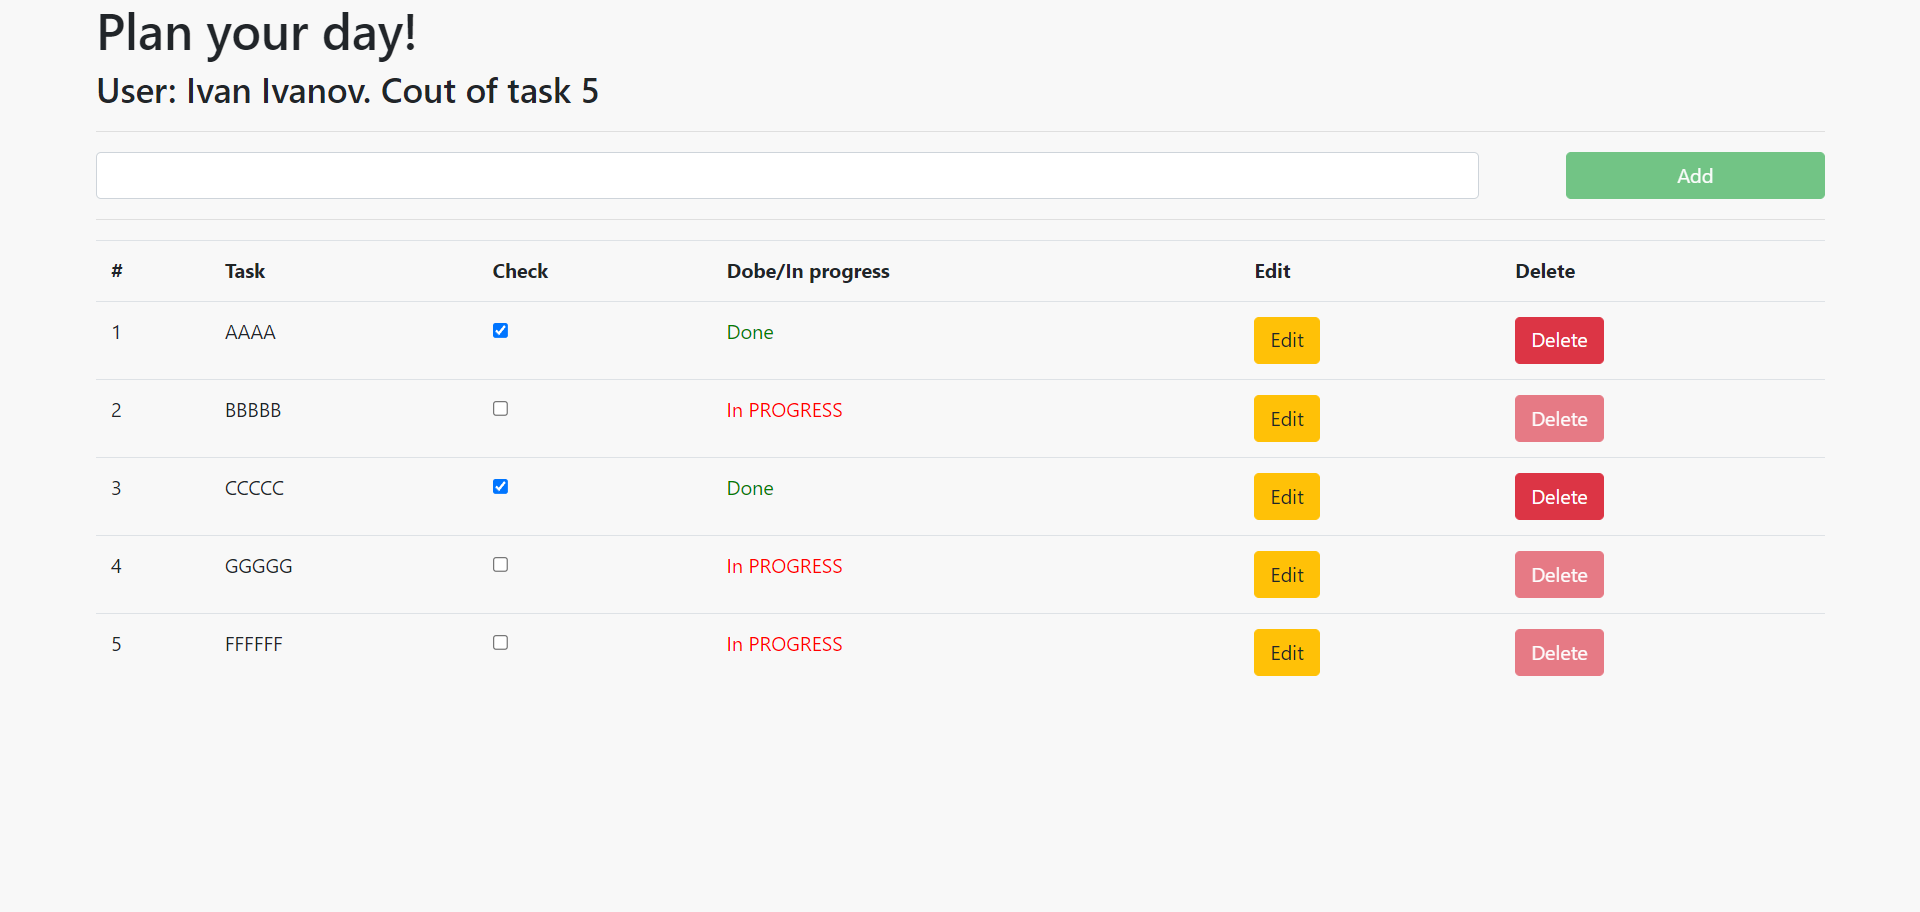 Plan your day!
User: Ivan Ivanov. Cout of task 5
Add
# Task Check Dobe/In progress Edit Delete
1 AAAA Done Edit Delete
2 BBBBB In PROGRESS Edit Delete
3 CCCCC Done Edit Delete
4 GGGGG In PROGRESS Edit Delete
5 FFFFFF In PROGRESS Edit Delete